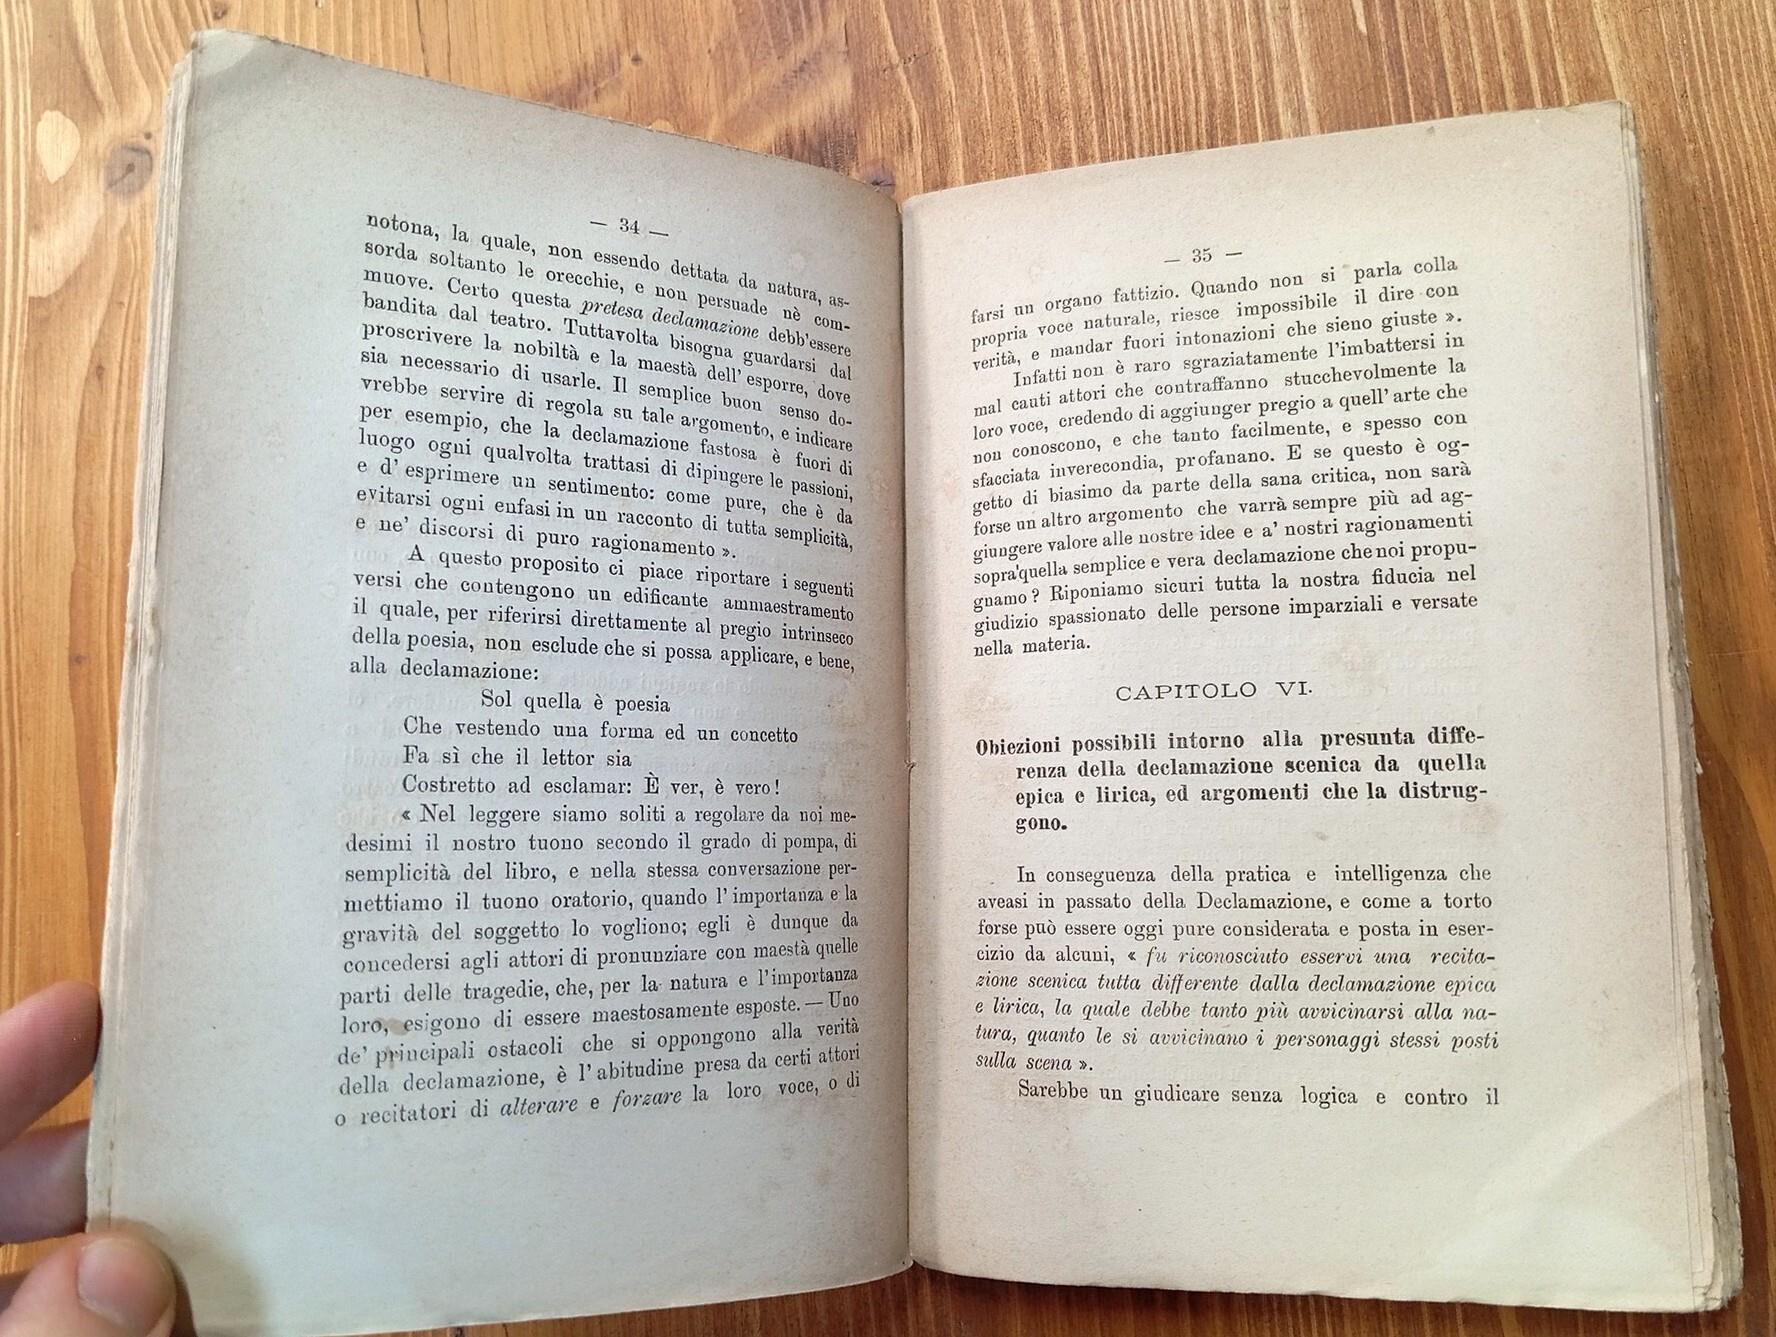 — 34 —
notona, la quale, non essendo dettata da natura, as-
sorda soltanto le orecchie, e non persuade nè com-
muove. Certo questa pretesa declamazione debb'essere
bandita dal teatro. Tuttavolta bisogna guardarsi dal
proscrivere la nobiltà e la maestà dell' esporre, dove
sia necessario di usarle. Il semplice buon senso do-
vrebbe servire di regola su tale argomento, e indicare
per esempio, che la declamazione fastosa è fuori di
luogo ogni qualvolta trattasi di dipingere le passioni,
e d' esprimere un sentimento: come pure, che è da
evitarsi ogni enfasi in un racconto di tutta semplicità,
e ne' discorsi di puro ragionamento ».
A questo proposito ci piace riportare i seguenti
versi che contengono un edificante ammaestramento
il quale, per riferirsi direttamente al pregio intrinseco
della poesia, non esclude che si possa applicare, e bene,
alla declamazione:
Sol quella è poesia
Che vestendo una forma ed un concetto
Fa sì che il lettor sia
Costretto ad esclamar: È ver, è vero!
« Nel leggere siamo soliti a regolare da noi me-
desimi il nostro tuono secondo il grado di pompa, di
semplicità del libro, e nella stessa conversazione per-
mettiamo il tuono oratorio, quando l' importanza e la
gravità del soggetto lo vogliono; egli è dunque da
concedersi agli attori di pronunziare con maestà quelle
parti delle tragedie, che, per la natura e l'importanza
loro, esigono di essere maestosamente esposte. — Uno
de' principali ostacoli che si oppongono alla verità
della declamazione, è l'abitudine presa da certi attori
o recitatori di alterare e forzare la loro voce, o di
— 35 —
farsi un organo fattizio. Quando non si parla colla
propria voce naturale, riesce impossibile il dire con
verità, e mandar fuori intonazioni che sieno giuste ».
Infatti non è raro sgraziatamente l'imbattersi in
mal cauti attori che contraffanno stucchevolmente la
loro voce, credendo di aggiunger pregio a quell' arte che
non conoscono, e che tanto facilmente, e spesso con
sfacciata inverecondia, profanano. E se questo è og-
getto di biasimo da parte della sana critica, non sarà
forse un altro argomento che varrà sempre più ad ag-
giungere valore alle nostre idee e a' nostri ragionamenti
sopra'quella semplice e vera declamazione che noi propu-
gnamo? Riponiamo sicuri tutta la nostra fiducia nel
giudizio spassionato delle persone imparziali e versate
nella materia.
CAPITOLO VI.
Obiezioni possibili intorno alla presunta diffe-
renza della declamazione scenica da quella
epica e lirica, ed argomenti che la distrug-
gono.
In conseguenza della pratica e intelligenza che
aveasi in passato della Declamazione, e come a torto
forse può essere oggi pure considerata e posta in eser-
cizio da alcuni, « fu riconosciuto esservi una recita-
zione scenica tutta differente dalla declamazione epica
e lirica, la quale debbe tanto più avvicinarsi alla na-
tura, quanto le si avvicinano i personaggi stessi posti
sulla scena ».
Sarebbe un giudicare senza logica e contro il